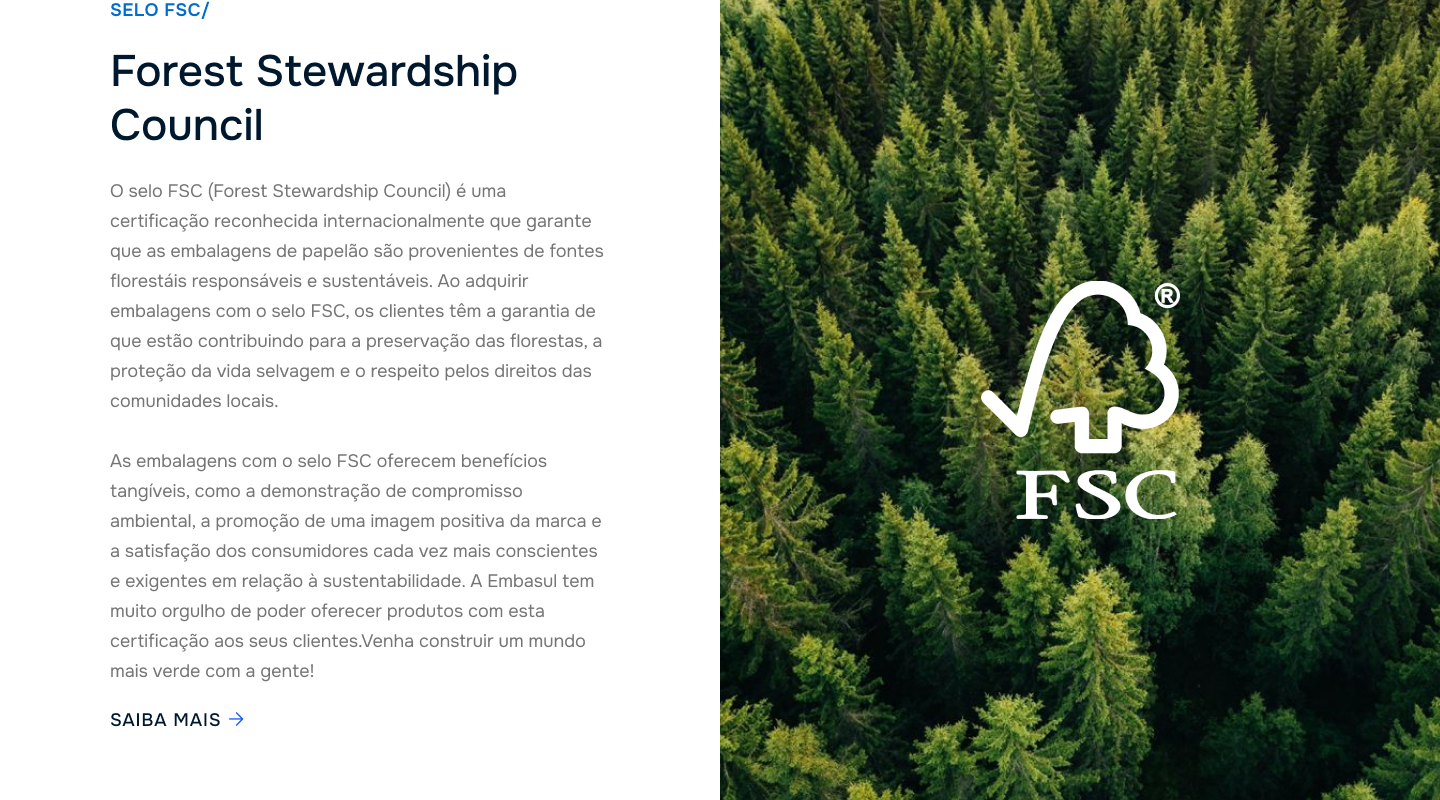 SELO FSC/
Forest Stewardship
Council
O selo FSC (Forest Stewardship Council) é uma
certificação reconhecida internacionalmente que garante
que as embalagens de papelão são provenientes de fontes
florestáis responsáveis e sustentáveis. Ao adquirir
embalagens com o selo FSC, os clientes têm a garantia de
que estão contribuindo para a preservação das florestas, a
proteção da vida selvagem e o respeito pelos direitos das
comunidades locais.
As embalagens com o selo FSC oferecem benefícios
tangíveis, como a demonstração de compromisso
ambiental, a promoção de uma imagem positiva da marca e
a satisfação dos consumidores cada vez mais conscientes
e exigentes em relação à sustentabilidade. A Embasul tem
muito orgulho de poder oferecer produtos com esta
certificação aos seus clientes.Venha construir um mundo
mais verde com a gente!
SAIBA MAIS →
®
FSC